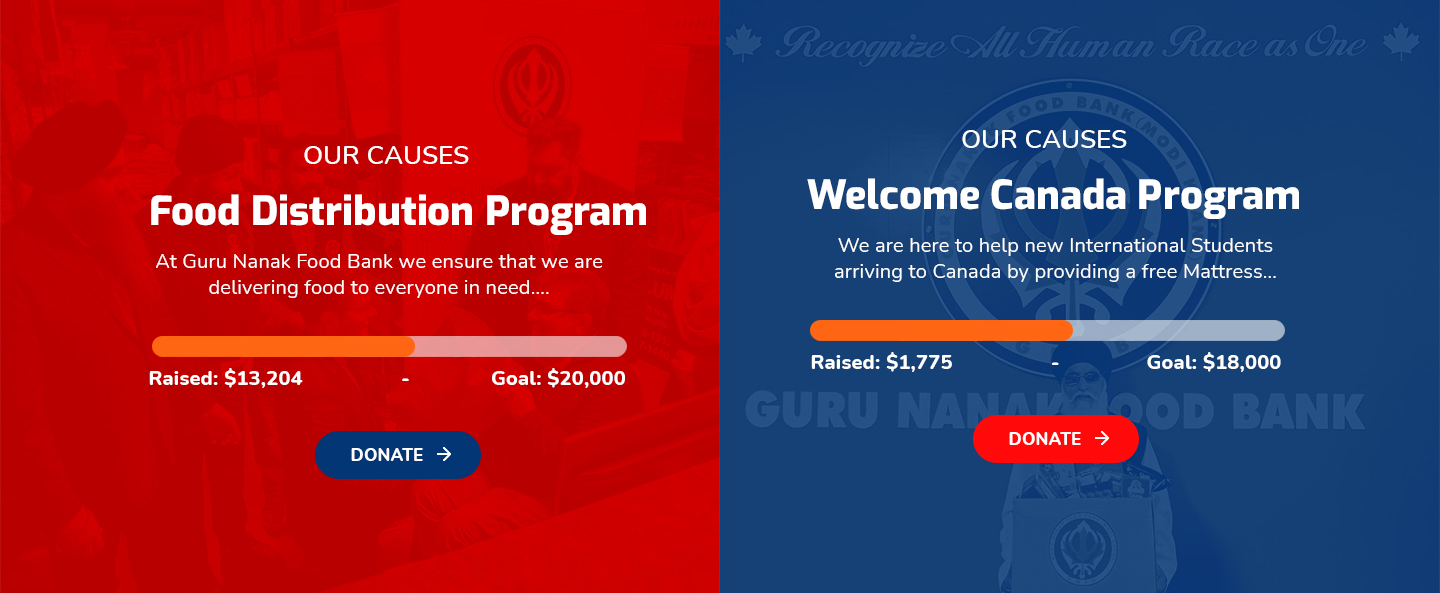 OUR CAUSES
Food Distribution Program
At Guru Nanak Food Bank we ensure that we are
delivering food to everyone in need....
Raised: $13,204 - Goal: $20,000
DONATE
Recognize All Human Race as One
OUR CAUSES
Welcome Canada Program
We are here to help new International Students
arriving to Canada by providing a free Mattress...
Raised: $1,775 - Goal: $18,000
GURU NANAK FOOD BANK
DONATE